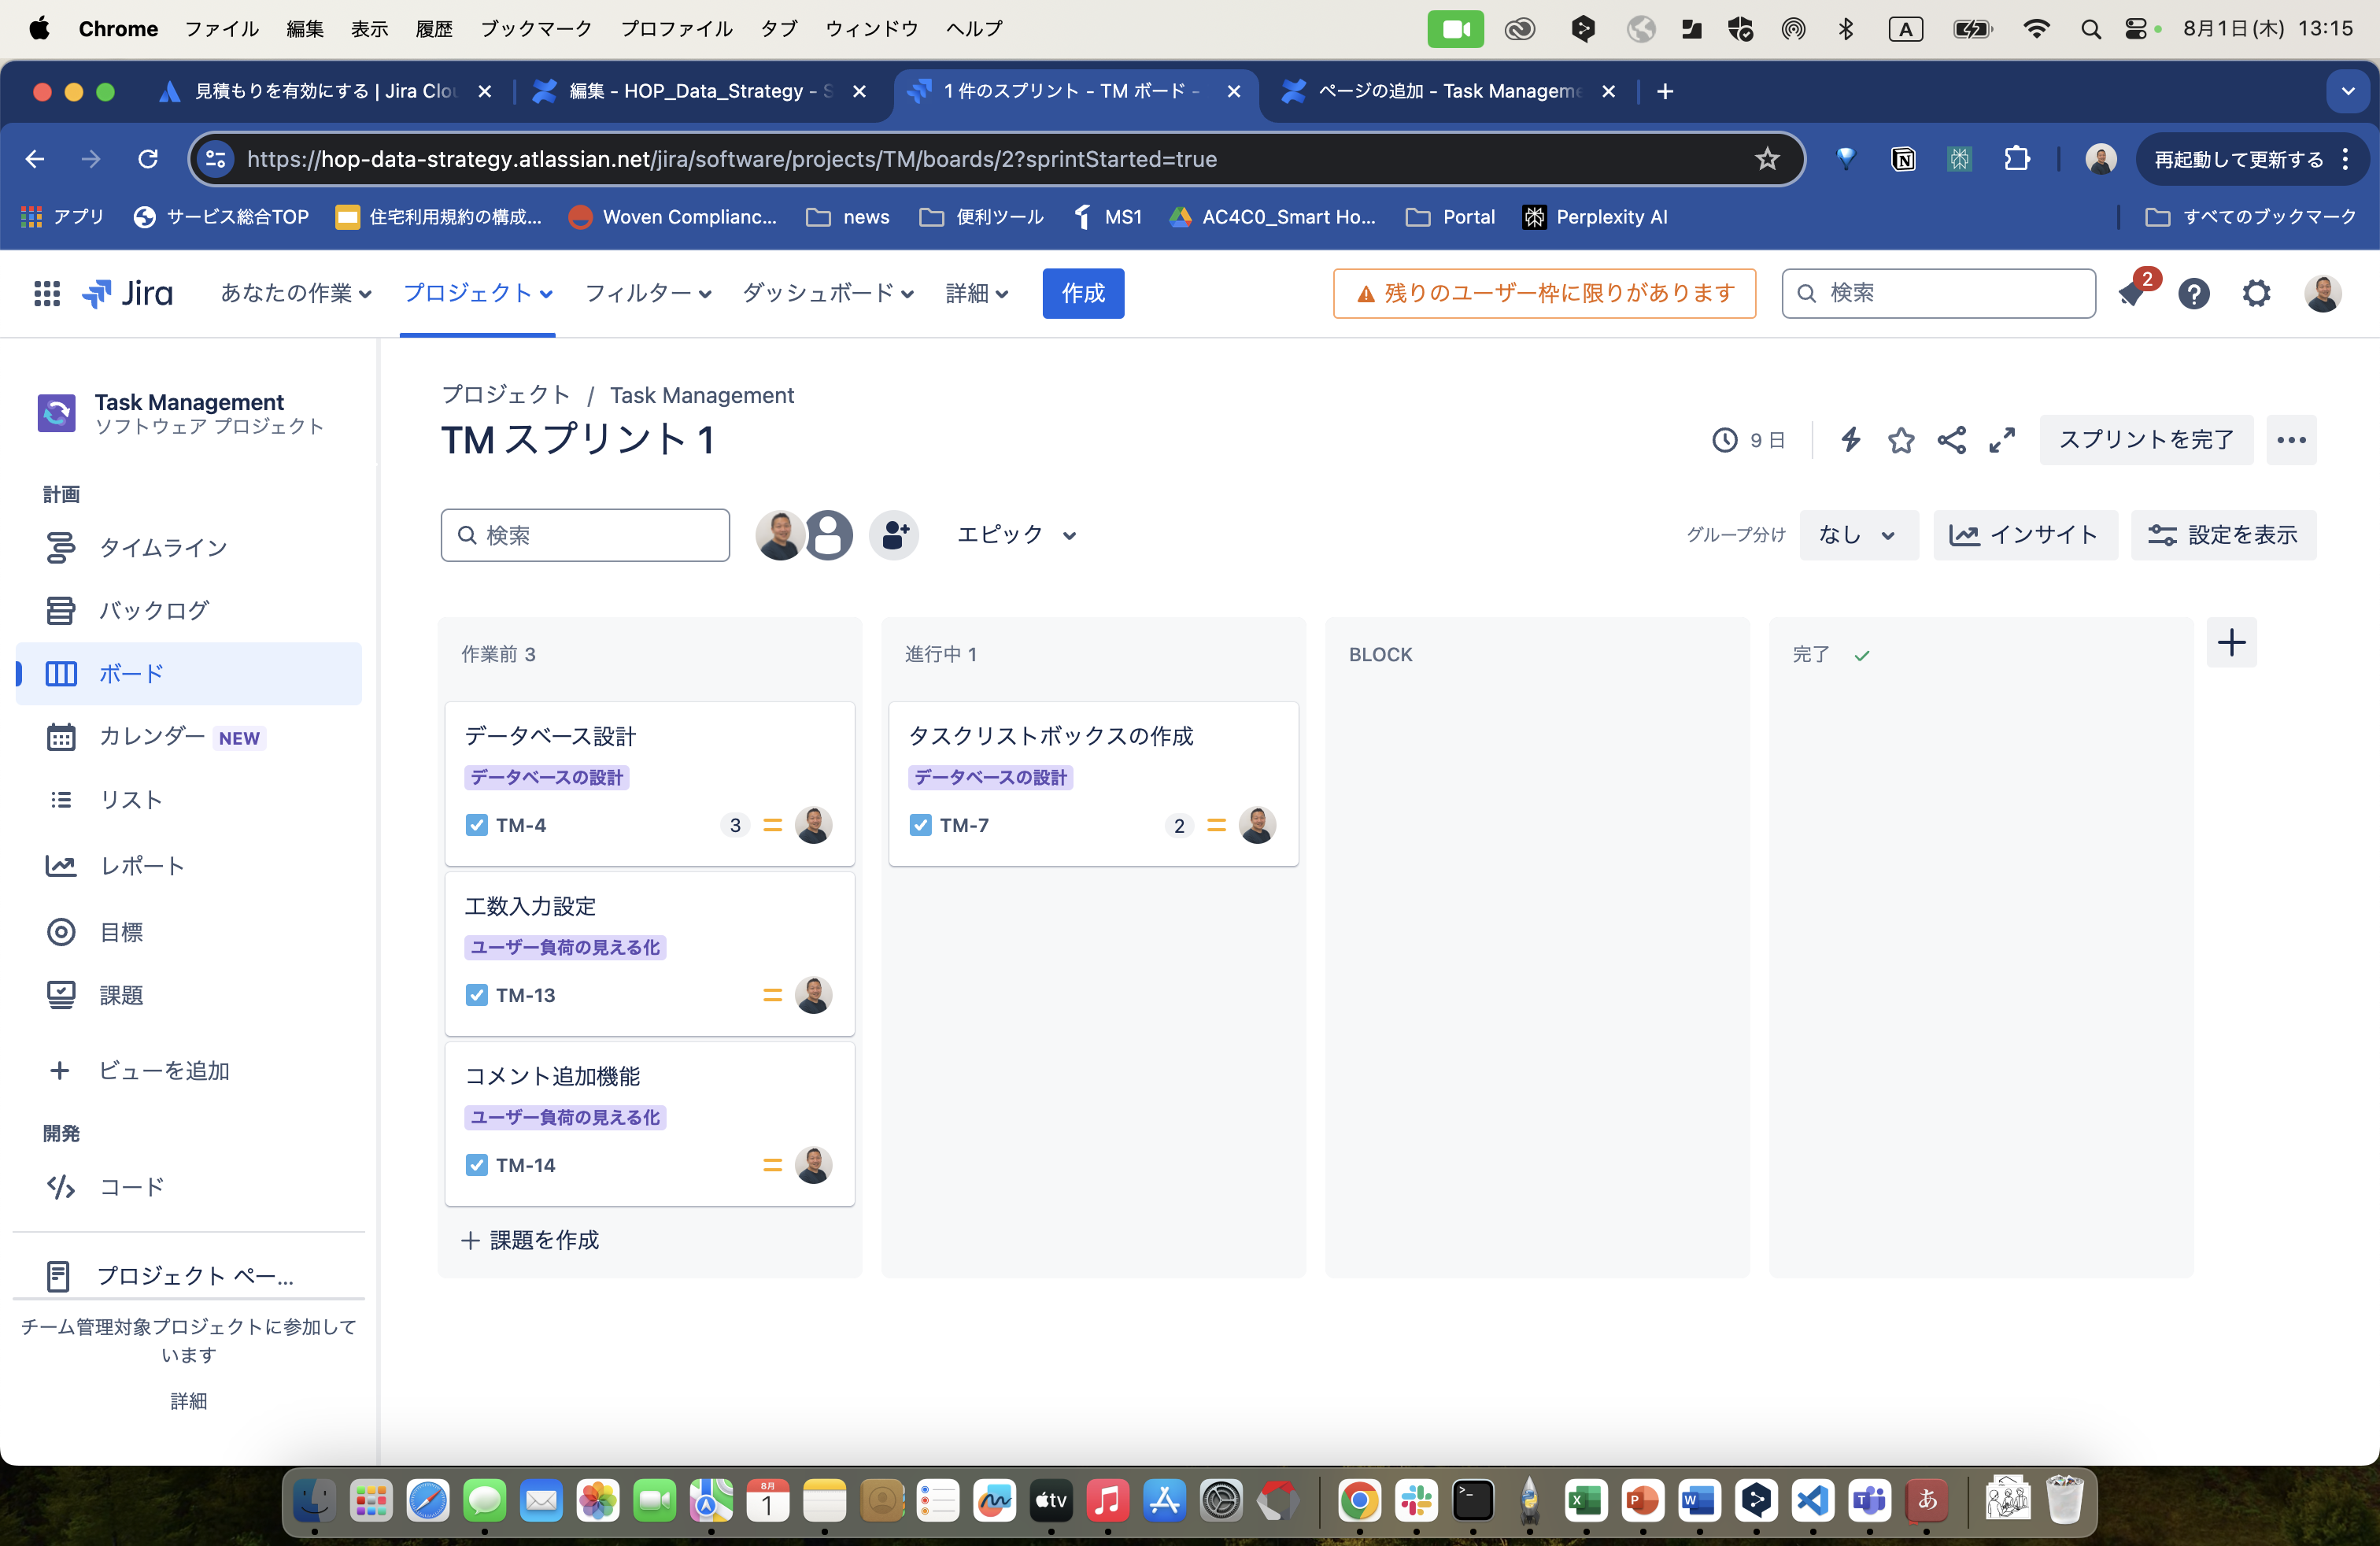 Chrome ファイル 編集 表示 履歴 ブックマーク プロファイル タブ ウィンドウ ヘルプ A 8月1日(木) 13:15
見積もりを有効にする | Jira Clou 編集 - HOP_Data_Strategy - S 1 件のスプリント - TM ボード - ページの追加 - Task Manageme
https://hop-data-strategy.atlassian.net/jira/software/projects/TM/boards/2?sprintStarted=true 再起動して更新する
アプリ サービス総合TOP 住宅利用規約の構成... Woven Complianc... news 便利ツール MS1 AC4C0_Smart Ho... Portal Perplexity AI すべてのブックマーク
Jira あなたの作業 プロジェクト フィルター ダッシュボード 詳細 作成 残りのユーザー枠に限りがあります 検索 2
Task Management
ソフトウェア プロジェクト
計画
タイムライン
バックログ
ボード
カレンダー NEW
リスト
レポート
目標
課題
ビューを追加
開発
コード
プロジェクト ペー...
チーム管理対象プロジェクトに参加して
います
詳細
プロジェクト / Task Management
TM スプリント 1
9 日 スプリントを完了
検索 エピック グループ分け なし インサイト 設定を表示
作業前 3
データベース設計
データベースの設計
TM-4 3
工数入力設定
ユーザー負荷の見える化
TM-13
コメント追加機能
ユーザー負荷の見える化
TM-14
課題を作成
進行中 1
タスクリストボックスの作成
データベースの設計
TM-7 2
BLOCK
完了
8月
1
tv
X
P
W
T
あ